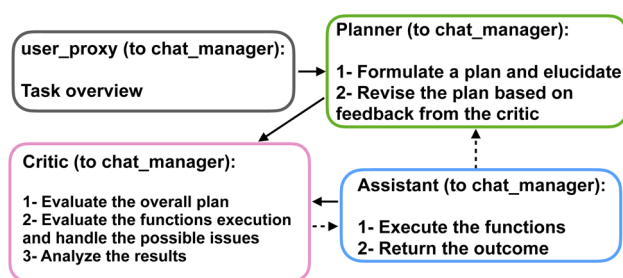 user_proxy (to chat_manager):
Task overview
Planner (to chat_manager):
1- Formulate a plan and elucidate
2- Revise the plan based on
feedback from the critic
Critic (to chat_manager):
1- Evaluate the overall plan
2- Evaluate the functions execution
and handle the possible issues
3- Analyze the results
Assistant (to chat_manager):
1- Execute the functions
2- Return the outcome